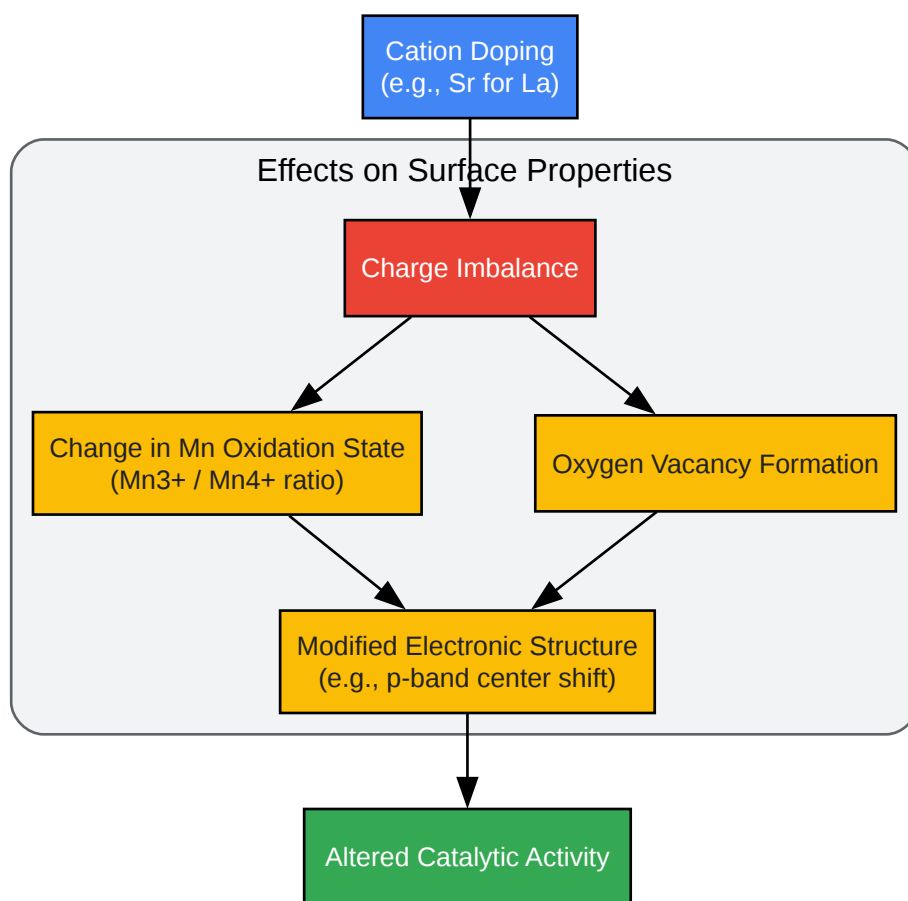 Cation Doping
(e.g., Sr for La)
Effects on Surface Properties
Charge Imbalance
Change in Mn Oxidation State
(Mn3+ / Mn4+ ratio)
Oxygen Vacancy Formation
Modified Electronic Structure
(e.g., p-band center shift)
Altered Catalytic Activity